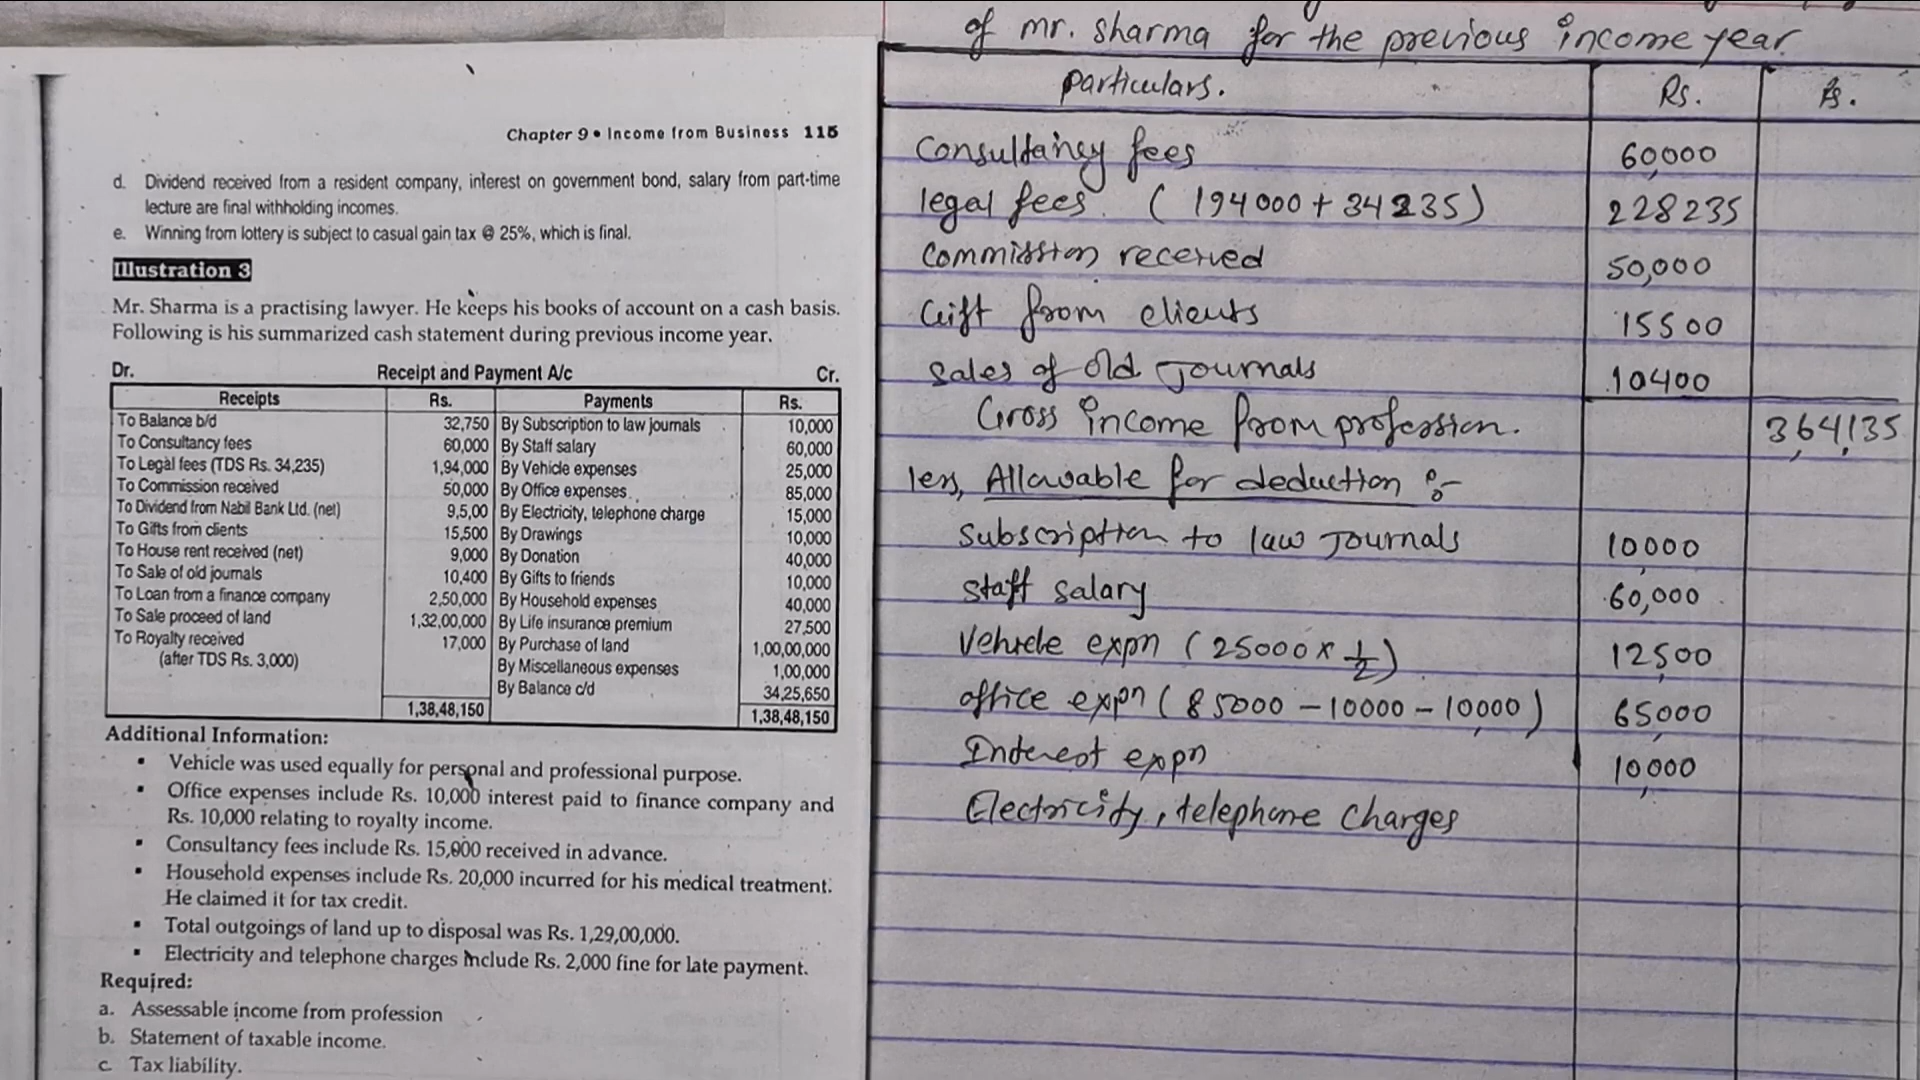 Chapter 9 • Income from Business 115
d. Dividend received from a resident company, interest on government bond, salary from part-time
lecture are final withholding incomes.
e. Winning from lottery is subject to casual gain tax @ 25%, which is final.
Illustration 3
Mr. Sharma is a practising lawyer. He keeps his books of account on a cash basis.
Following is his summarized cash statement during previous income year.
Dr. Receipt and Payment A/c Cr.
Receipts Rs. Payments Rs.
To Balance b/d 32,750 By Subscription to law journals 10,000
To Consultancy fees 60,000 By Staff salary 60,000
To Legal fees (TDS Rs. 34,235) 1,94,000 By Vehicle expenses 25,000
To Commission received 50,000 By Office expenses 85,000
To Dividend from Nabil Bank Ltd. (net) 9,5,00 By Electricity, telephone charge 15,000
To Gifts from clients 15,500 By Drawings 10,000
To House rent received (net) 9,000 By Donation 40,000
To Sale of old journals 10,400 By Gifts to friends 10,000
To Loan from a finance company 2,50,000 By Household expenses 40,000
To Sale proceed of land 1,32,00,000 By Life insurance premium 27,500
To Royalty received 17,000 By Purchase of land 1,00,00,000
(after TDS Rs. 3,000) By Miscellaneous expenses 1,00,000
By Balance c/d 34,25,650
1,38,48,150 1,38,48,150
Additional Information:
▪ Vehicle was used equally for personal and professional purpose.
▪ Office expenses include Rs. 10,000 interest paid to finance company and
Rs. 10,000 relating to royalty income.
▪ Consultancy fees include Rs. 15,000 received in advance.
▪ Household expenses include Rs. 20,000 incurred for his medical treatment.
He claimed it for tax credit.
▪ Total outgoings of land up to disposal was Rs. 1,29,00,000.
▪ Electricity and telephone charges include Rs. 2,000 fine for late payment.
Required:
a. Assessable income from profession
b. Statement of taxable income.
c. Tax liability.
of mr. sharma for the previous income year.
particulars. Rs. Rs.
Consultaincy fees 60,000
legal fees. (194000 + 34235) 228235
Commission received 50,000
Gift from clients 15500
Sales of old Journals 10400
Gross income from profession. 3,64,135
less, Allowable for deduction :-
Subscription to law Journals 10000
staff salary 60,000
Vehicle expn (25000 x 1/2) 12,500
office expn (85000 - 10000 - 10,000) 65,000
Interest expn 10,000
Electricity, telephone charges